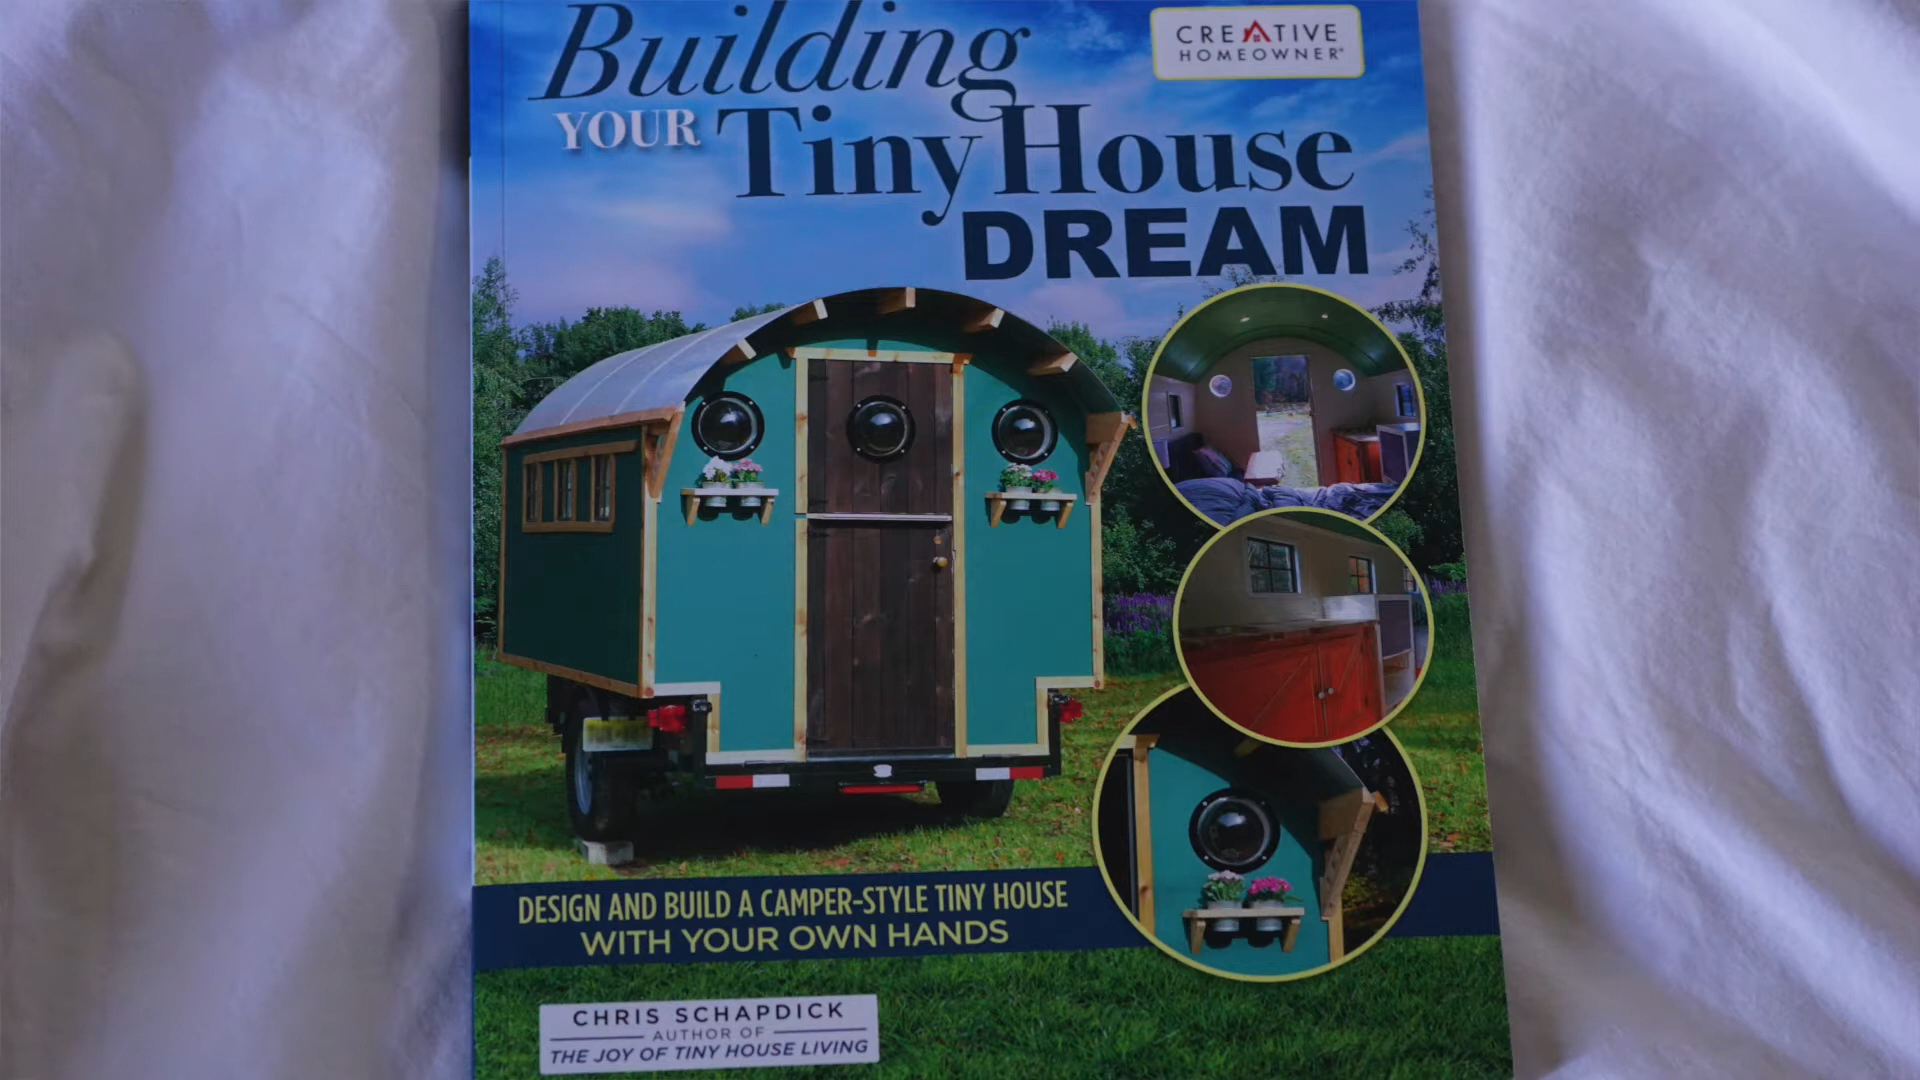 Building
CREATIVE
HOMEOWNER®
YOUR Tiny House
DREAM
DESIGN AND BUILD A CAMPER-STYLE TINY HOUSE
WITH YOUR OWN HANDS
CHRIS SCHAPDICK
AUTHOR OF
THE JOY OF TINY HOUSE LIVING